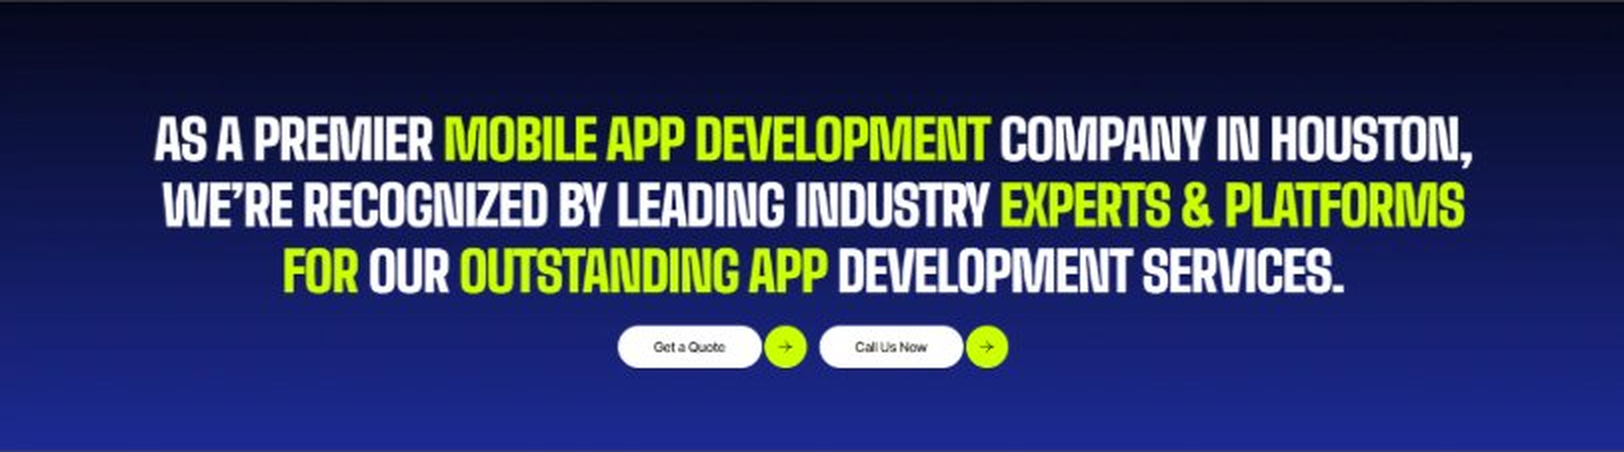 AS A PREMIER MOBILE APP DEVELOPMENT COMPANY IN HOUSTON,
WE’RE RECOGNIZED BY LEADING INDUSTRY EXPERTS & PLATFORMS
FOR OUR OUTSTANDING APP DEVELOPMENT SERVICES.
Get a Quote
Call Us Now